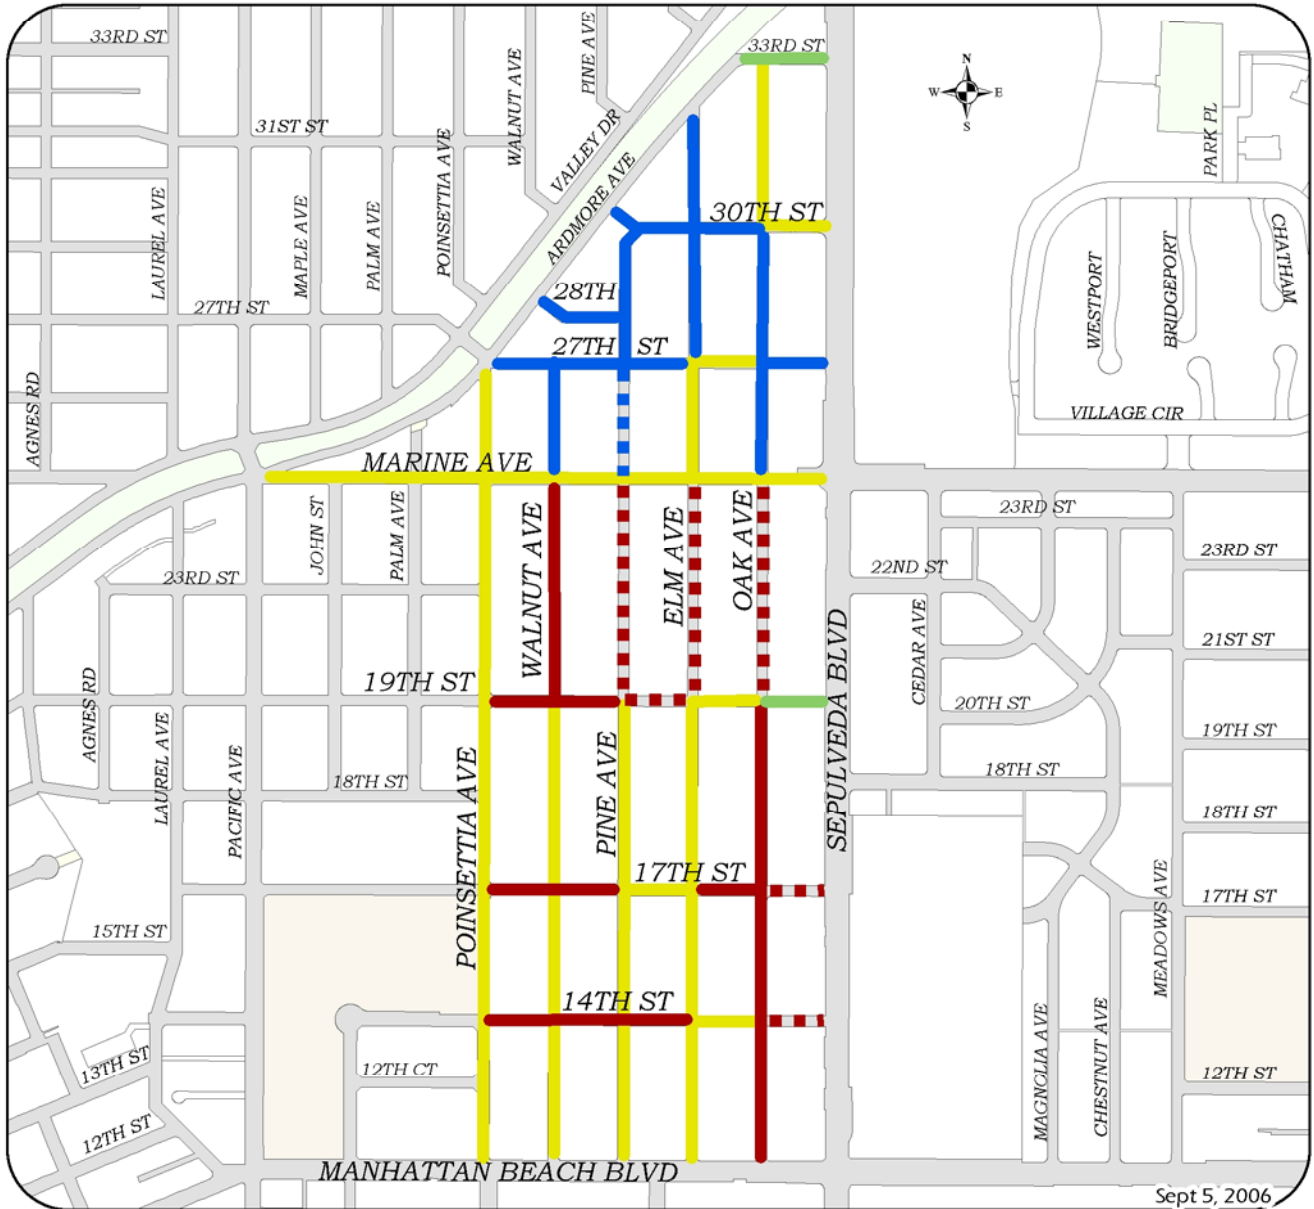 33RD ST
33RD ST
PINE AVE
WALNUT AVE
N
W
E
S
31ST ST
VALLEY DR
PARK PL
POINSETTIA AVE
ARDMORE AVE
LAUREL AVE
MAPLE AVE
PALM AVE
30TH ST
CHATHAM
WESTPORT
BRIDGEPORT
28TH
27TH ST
27TH ST
AGNES RD
VILLAGE CIR
MARINE AVE
JOHN ST
PALM AVE
WALNUT AVE
ELM AVE
OAK AVE
23RD ST
23RD ST
22ND ST
23RD ST
CEDAR AVE
21ST ST
SEPULVEDA BLVD
19TH ST
AGNES RD
20TH ST
LAUREL AVE
PACIFIC AVE
19TH ST
18TH ST
18TH ST
POINSETTIA AVE
PINE AVE
18TH ST
17TH ST
MEADOWS AVE
17TH ST
15TH ST
14TH ST
MAGNOLIA AVE
CHESTNUT AVE
13TH ST
12TH CT
12TH ST
12TH ST
MANHATTAN BEACH BLVD
Sept 5, 2006